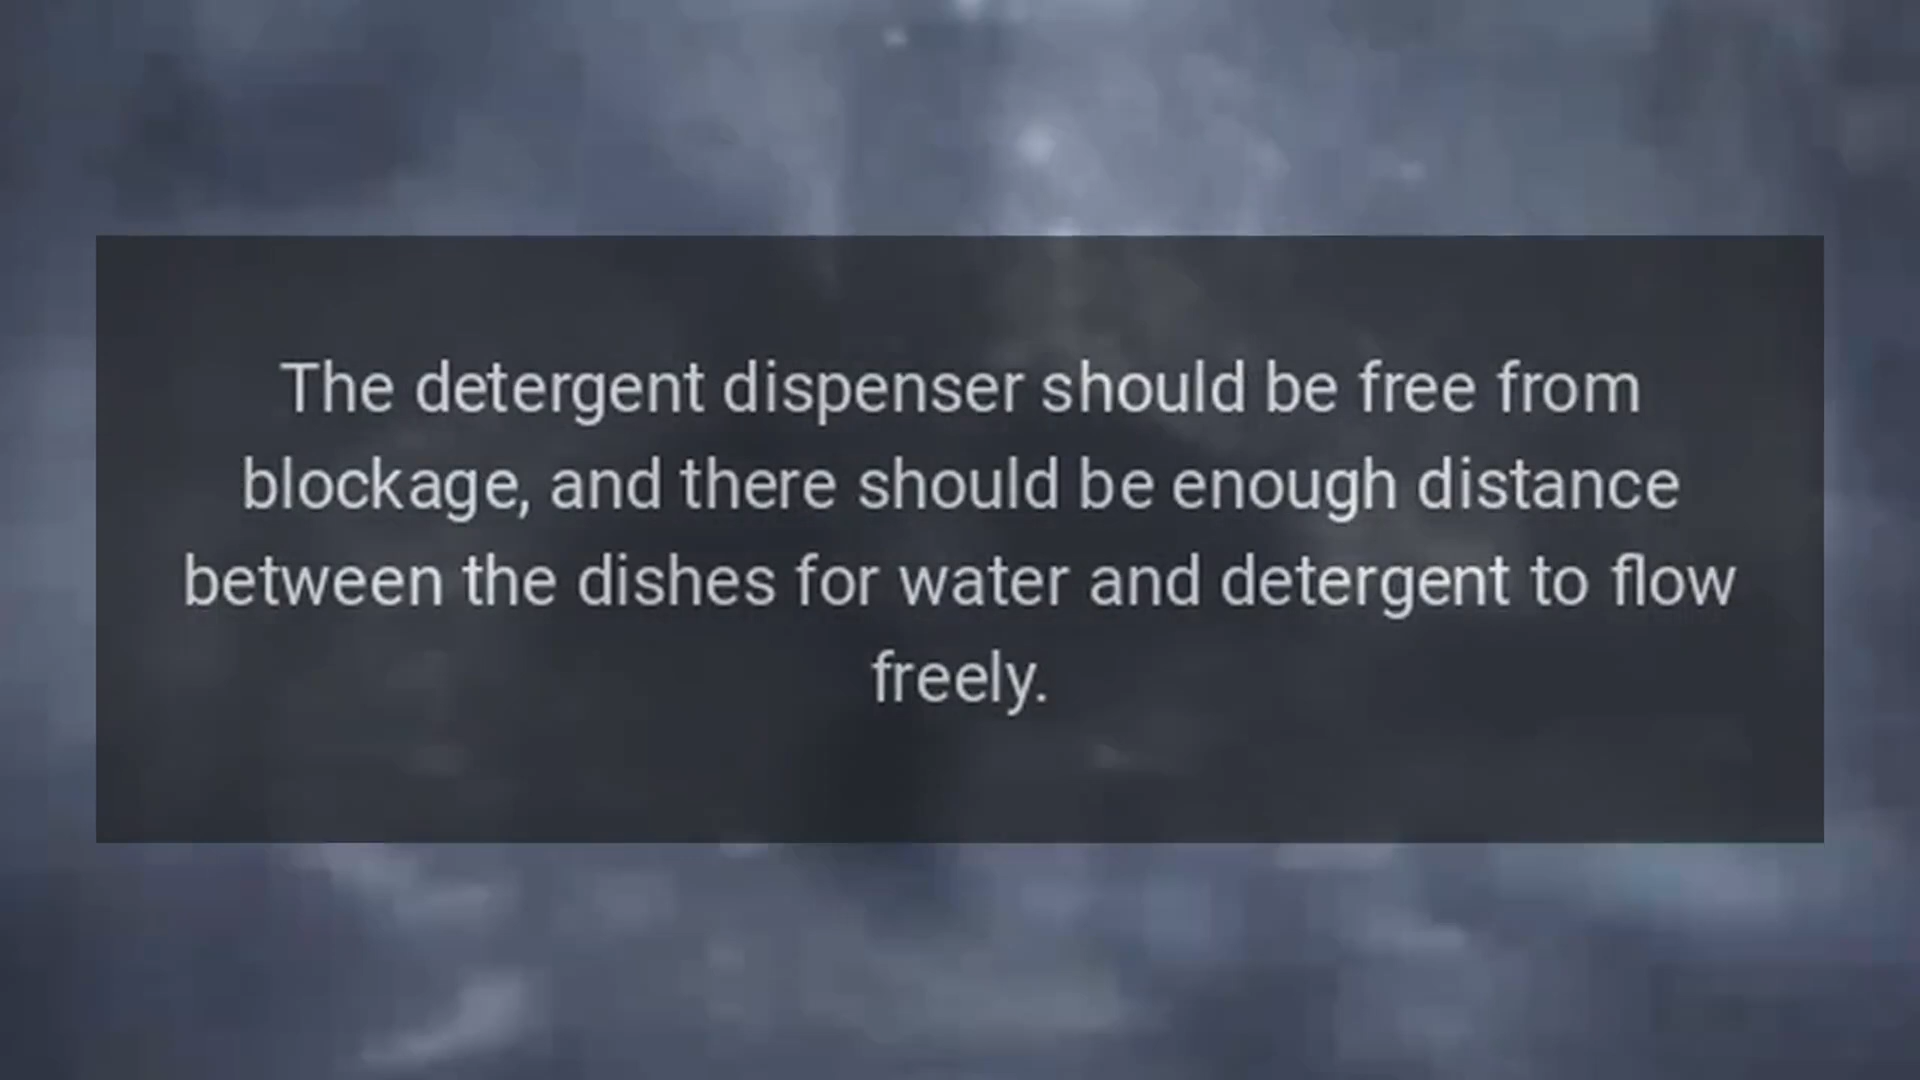 The detergent dispenser should be free from
blockage, and there should be enough distance
between the dishes for water and detergent to flow
freely.